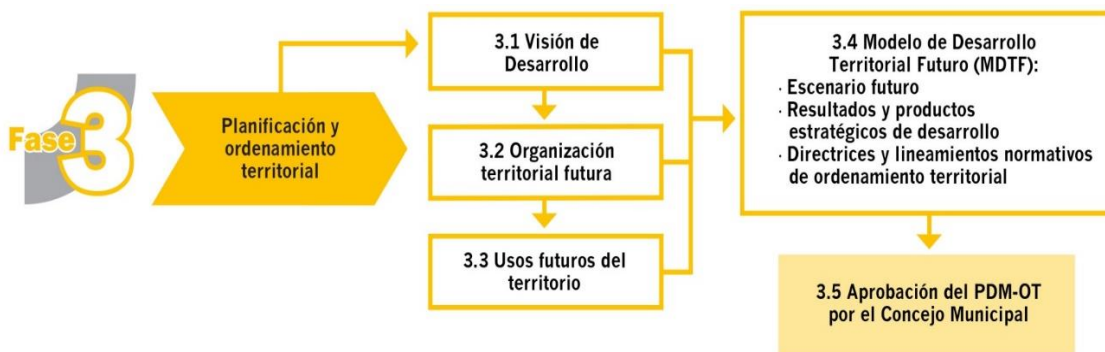 Fase 3
Planificación y
ordenamiento
territorial
3.1 Visión de
Desarrollo
3.2 Organización
territorial futura
3.3 Usos futuros del
territorio
3.4 Modelo de Desarrollo
Territorial Futuro (MDTF):
· Escenario futuro
· Resultados y productos
estratégicos de desarrollo
· Directrices y lineamientos normativos
de ordenamiento territorial
3.5 Aprobación del PDM-OT
por el Concejo Municipal